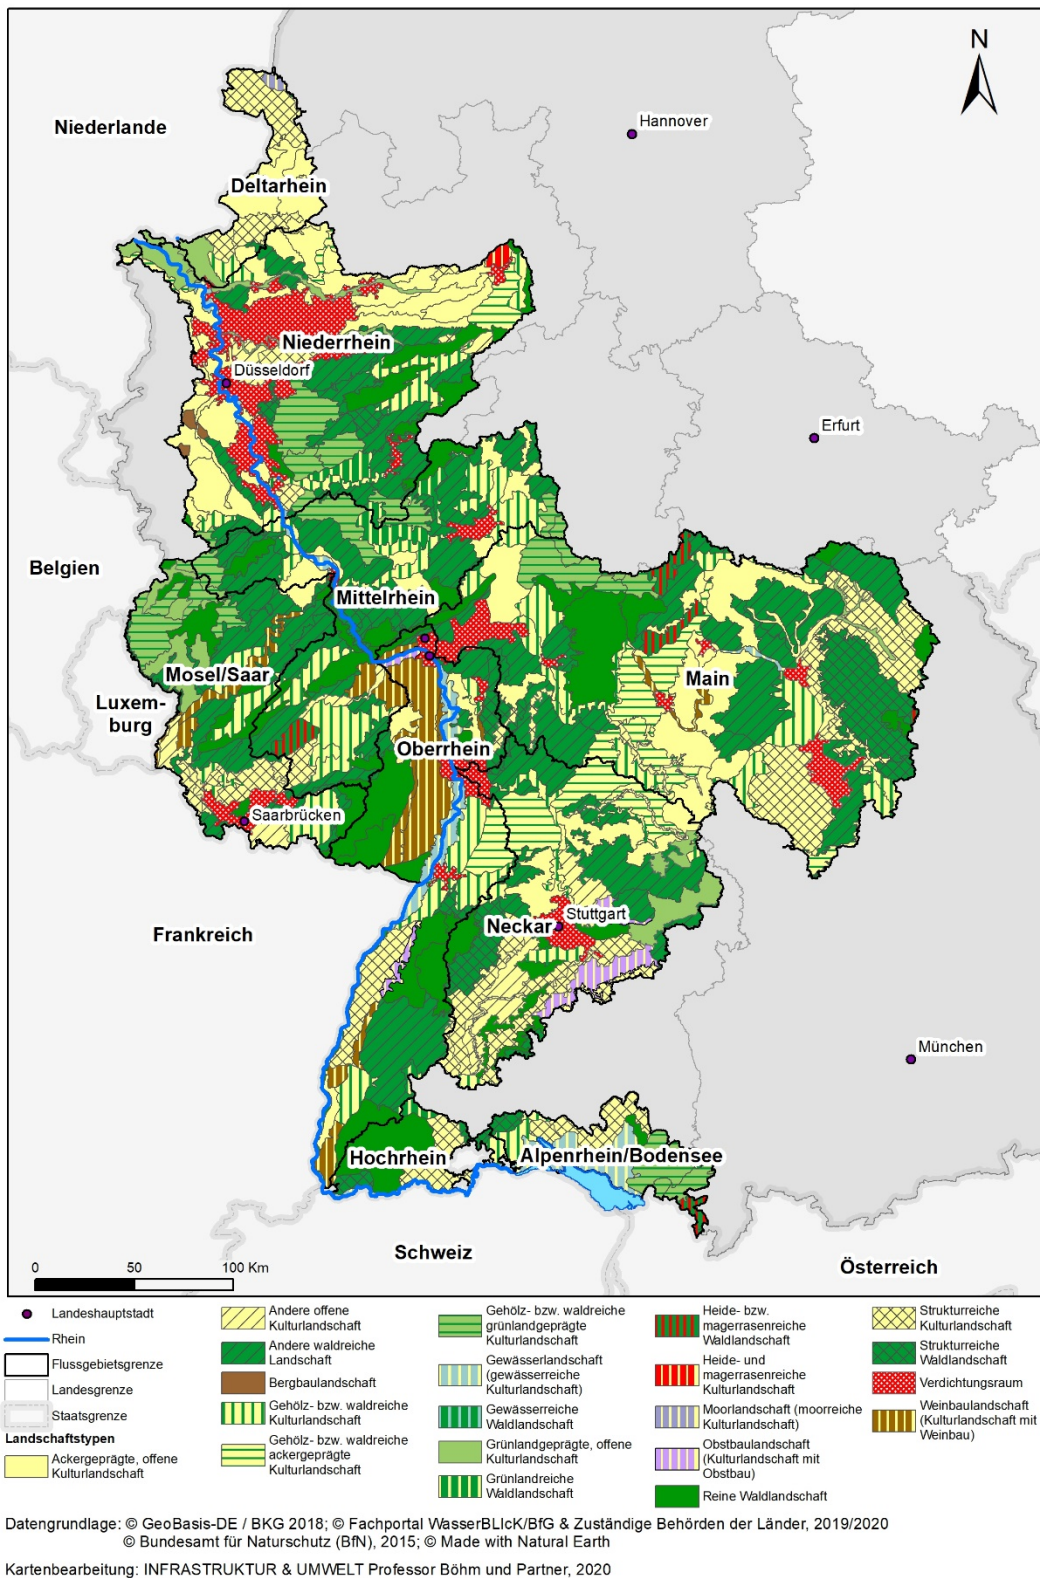 N
Hannover
Niederlande
Deltarhein
Niederrhein
Düsseldorf
Erfurt
Belgien
Mittelrhein
Mosel/Saar
Main
Luxem-
burg
Oberrhein
Saarbrücken
Stuttgart
Neckar
Frankreich
München
Hochrhein
Alpenrhein/Bodensee
Schweiz
Österreich
0 50 100 Km
Landeshauptstadt
Rhein
Flussgebietsgrenze
Landesgrenze
Staatsgrenze
Landschaftstypen
Ackergeprägte, offene
Kulturlandschaft
Andere offene
Kulturlandschaft
Andere waldreiche
Landschaft
Bergbaulandschaft
Gehölz- bzw. waldreiche
Kulturlandschaft
Gehölz- bzw. waldreiche
ackergeprägte
Kulturlandschaft
Gehölz- bzw. waldreiche
grünlandgeprägte
Kulturlandschaft
Gewässerlandschaft
(gewässerreiche
Kulturlandschaft)
Gewässerreiche
Waldlandschaft
Grünlandgeprägte, offene
Kulturlandschaft
Grünlandreiche
Waldlandschaft
Heide- bzw.
magerrasenreiche
Waldlandschaft
Heide- und
magerrasenreiche
Kulturlandschaft
Moorlandschaft (moorreiche
Kulturlandschaft)
Obstbaulandschaft
(Kulturlandschaft mit
Obstbau)
Reine Waldlandschaft
Strukturreiche
Kulturlandschaft
Strukturreiche
Waldlandschaft
Verdichtungsraum
Weinbaulandschaft
(Kulturlandschaft mit
Weinbau)
Datengrundlage: © GeoBasis-DE / BKG 2018; © Fachportal WasserBLIcK/BfG & Zuständige Behörden der Länder, 2019/2020
© Bundesamt für Naturschutz (BfN), 2015; © Made with Natural Earth
Kartenbearbeitung: INFRASTRUKTUR & UMWELT Professor Böhm und Partner, 2020